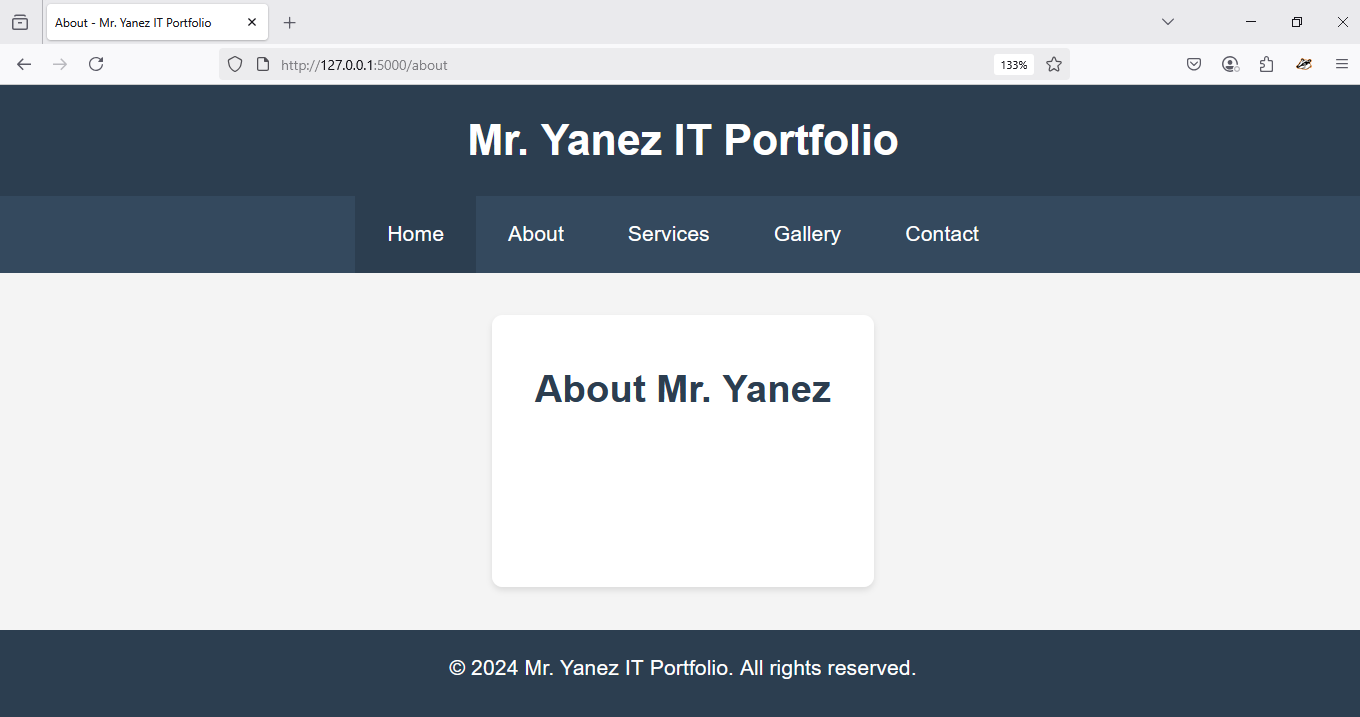 About - Mr. Yanez IT Portfolio
http://127.0.0.1:5000/about
133%
Mr. Yanez IT Portfolio
Home About Services Gallery Contact
About Mr. Yanez
© 2024 Mr. Yanez IT Portfolio. All rights reserved.